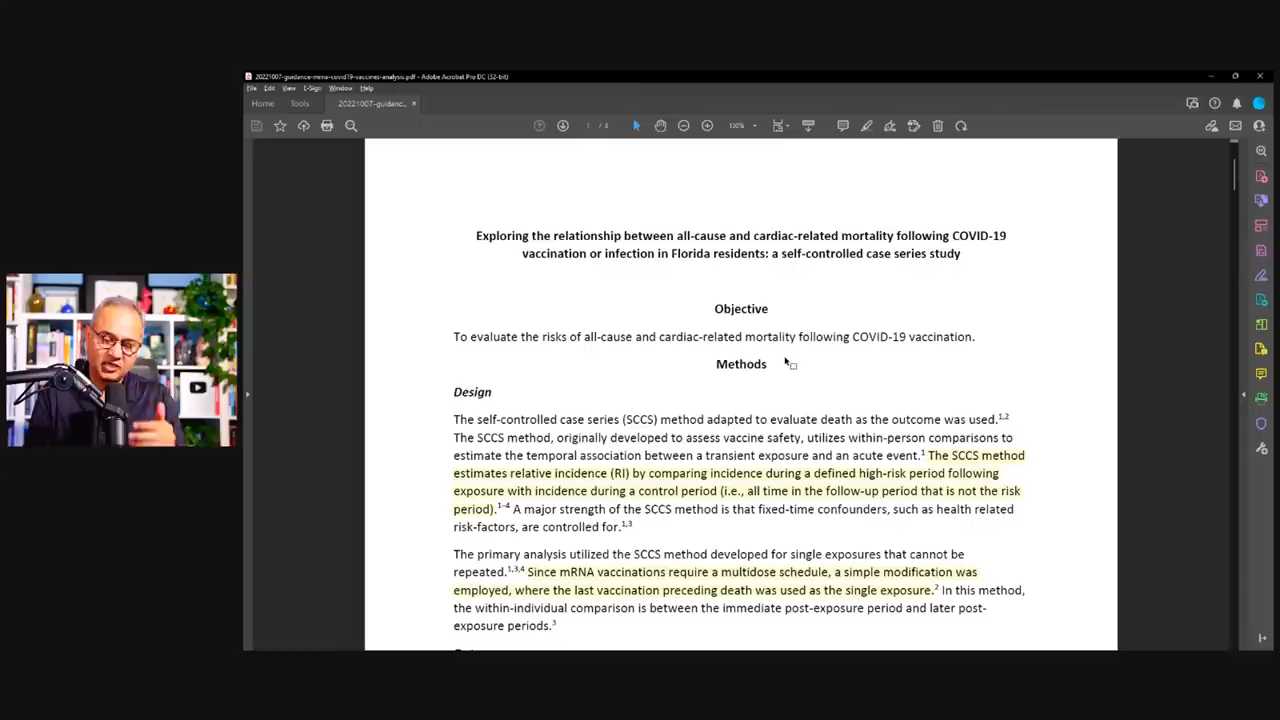 20221007-guidance-mrna-covid19-vaccines-analysis.pdf - Adobe Acrobat Pro DC (32-bit)
File Edit View E-Sign Window Help
Home Tools 20221007-guidanc...
1 / 8 150%
Exploring the relationship between all-cause and cardiac-related mortality following COVID-19
vaccination or infection in Florida residents: a self-controlled case series study
Objective
To evaluate the risks of all-cause and cardiac-related mortality following COVID-19 vaccination.
Methods
Design
The self-controlled case series (SCCS) method adapted to evaluate death as the outcome was used.1,2
The SCCS method, originally developed to assess vaccine safety, utilizes within-person comparisons to
estimate the temporal association between a transient exposure and an acute event.1 The SCCS method
estimates relative incidence (RI) by comparing incidence during a defined high-risk period following
exposure with incidence during a control period (i.e., all time in the follow-up period that is not the risk
period).1-4 A major strength of the SCCS method is that fixed-time confounders, such as health related
risk-factors, are controlled for.1,3
The primary analysis utilized the SCCS method developed for single exposures that cannot be
repeated.1,3,4 Since mRNA vaccinations require a multidose schedule, a simple modification was
employed, where the last vaccination preceding death was used as the single exposure.2 In this method,
the within-individual comparison is between the immediate post-exposure period and later post-
exposure periods.3